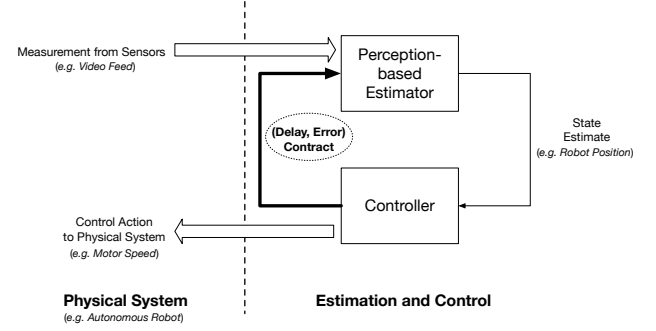 Measurement from Sensors
(e.g. Video Feed)
Perception-
based
Estimator
(Delay, Error)
Contract
State
Estimate
(e.g. Robot Position)
Controller
Control Action
to Physical System
(e.g. Motor Speed)
Physical System
(e.g. Autonomous Robot)
Estimation and Control